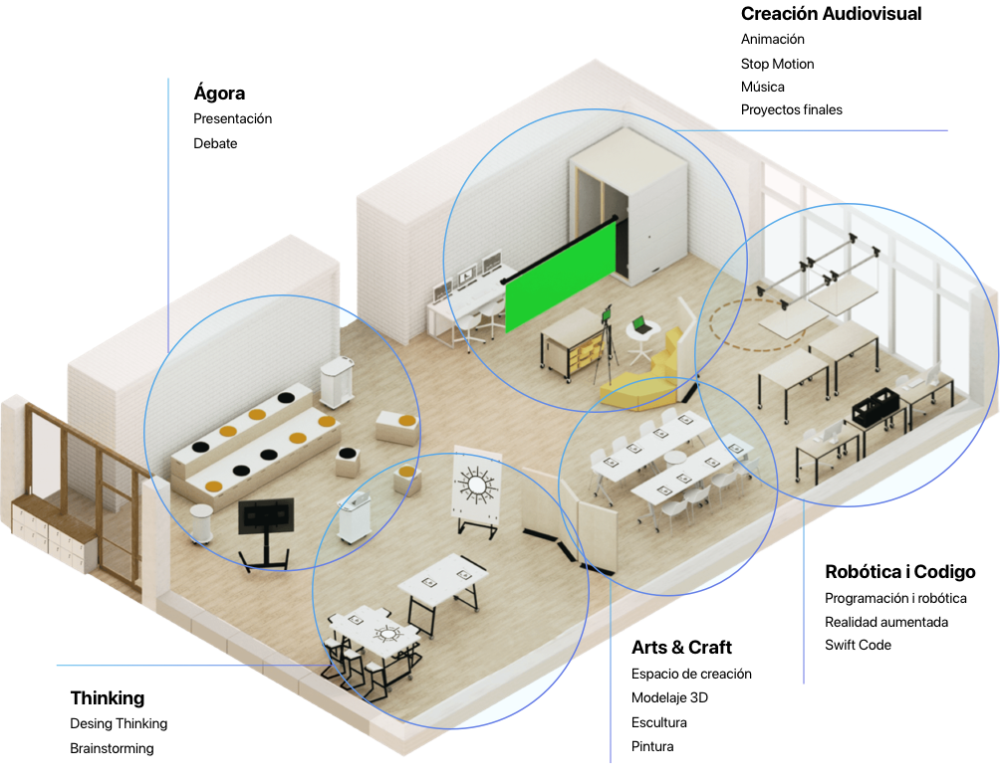 Creación Audiovisual
Animación
Stop Motion
Música
Proyectos finales
Ágora
Presentación
Debate
Robótica i Codigo
Programación i robótica
Realidad aumentada
Swift Code
Arts & Craft
Espacio de creación
Modelaje 3D
Escultura
Pintura
Thinking
Desing Thinking
Brainstorming